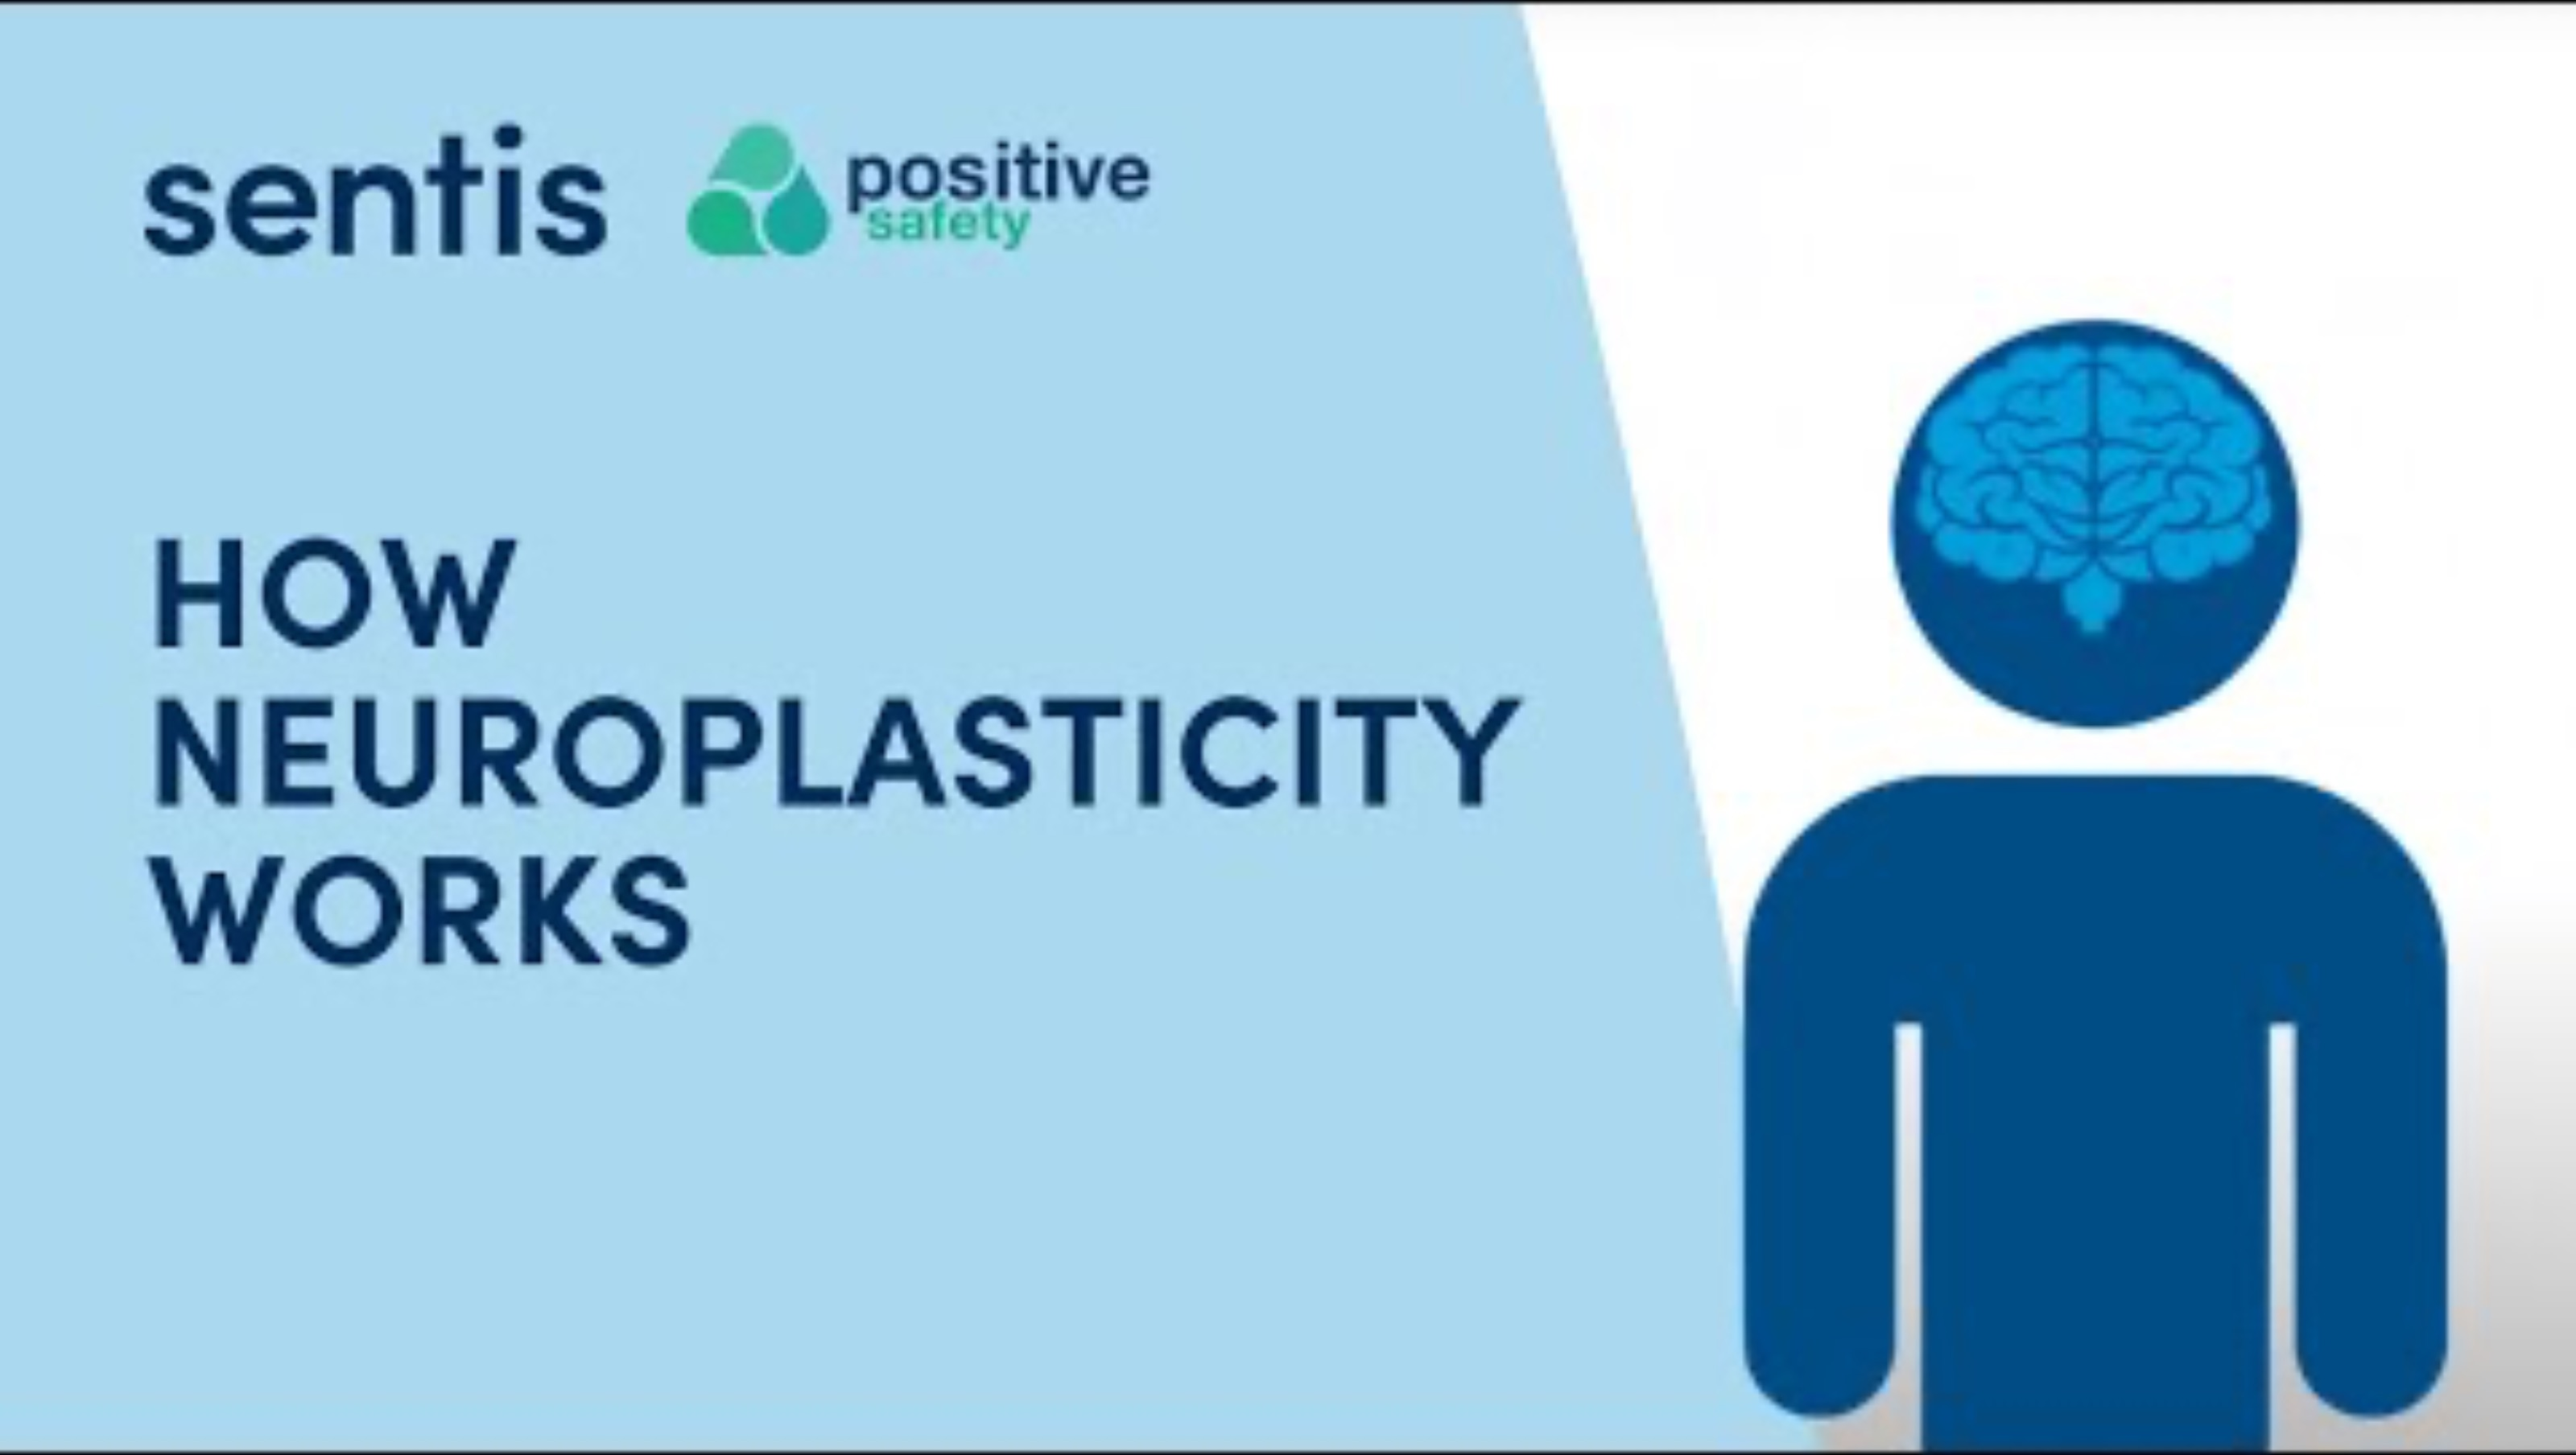 sentis
positive
safety
HOW
NEUROPLASTICITY
WORKS